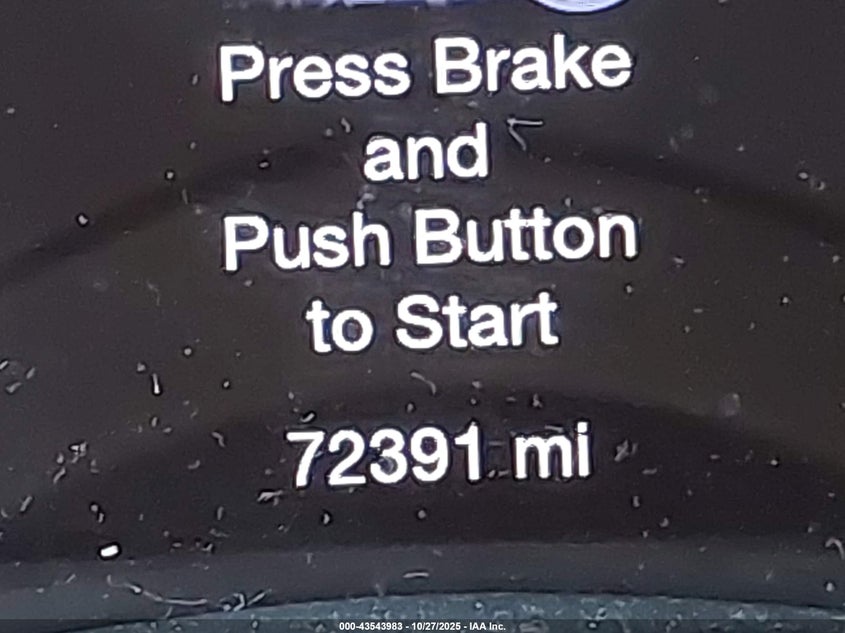 Press Brake
and
Push Button
to Start
72391 mi
000-43543983 - 10/27/2025 - IAA Inc.